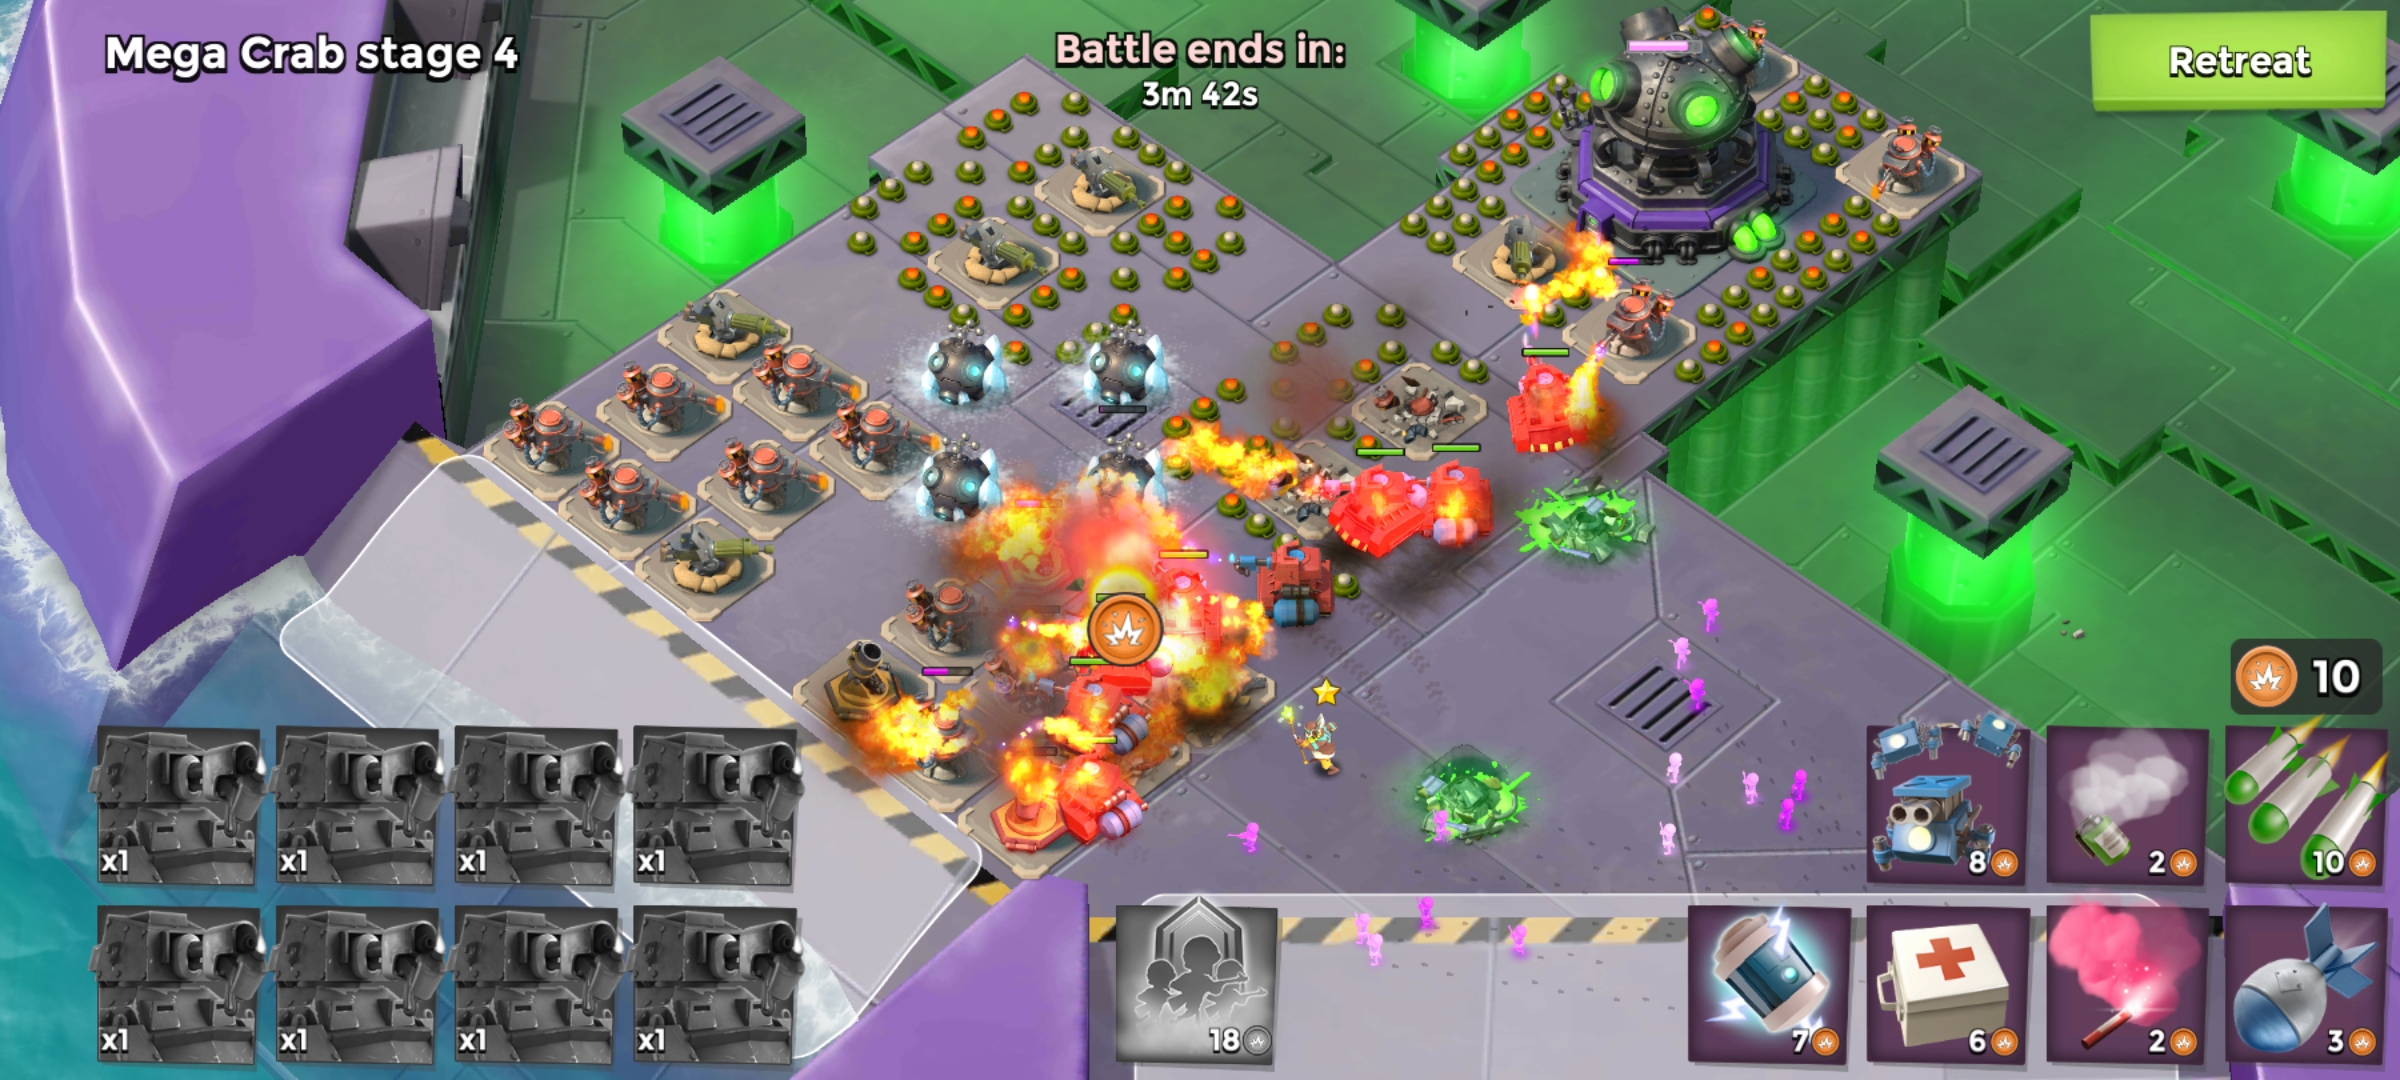 Mega Crab stage 4
Battle ends in:
3m 42s
Retreat
10
8
2
10
x1
x1
x1
x1
x1
x1
x1
x1
18
7
6
2
3